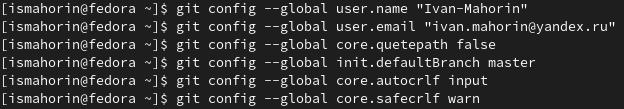 [ismahorin@fedora ~]$ git config --global user.name "Ivan-Mahorin"
[ismahorin@fedora ~]$ git config --global user.email "ivan.mahorin@yandex.ru"
[ismahorin@fedora ~]$ git config --global core.quetepath false
[ismahorin@fedora ~]$ git config --global init.defaultBranch master
[ismahorin@fedora ~]$ git config --global core.autocrlf input
[ismahorin@fedora ~]$ git config --global core.safecrlf warn